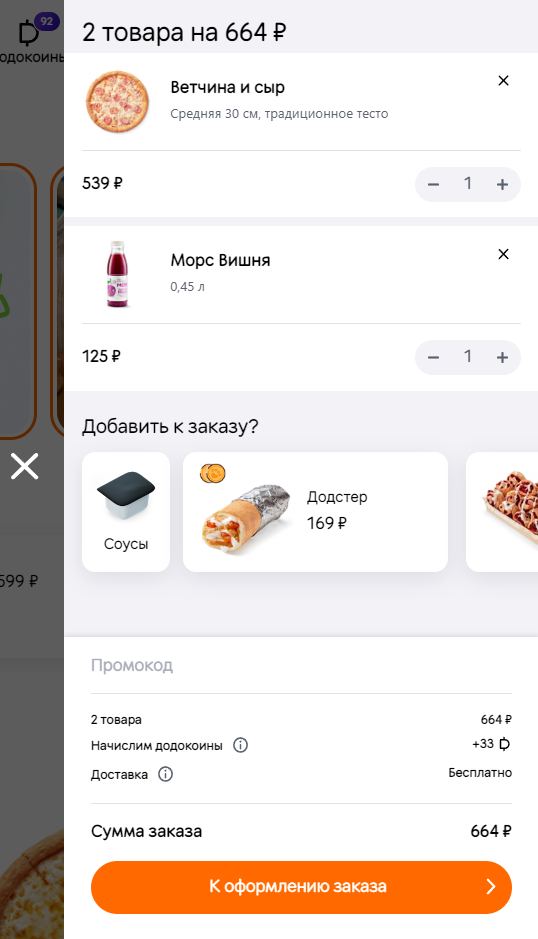 92
2 товара на 664 ₽
Ветчина и сыр
Средняя 30 см, традиционное тесто
539 ₽
1
Морс Вишня
0,45 л
125 ₽
1
Добавить к заказу?
Соусы
Додстер
169 ₽
599 ₽
Промокод
2 товара 664 ₽
Начислим додокоины +33
Доставка Бесплатно
Сумма заказа 664 ₽
К оформлению заказа